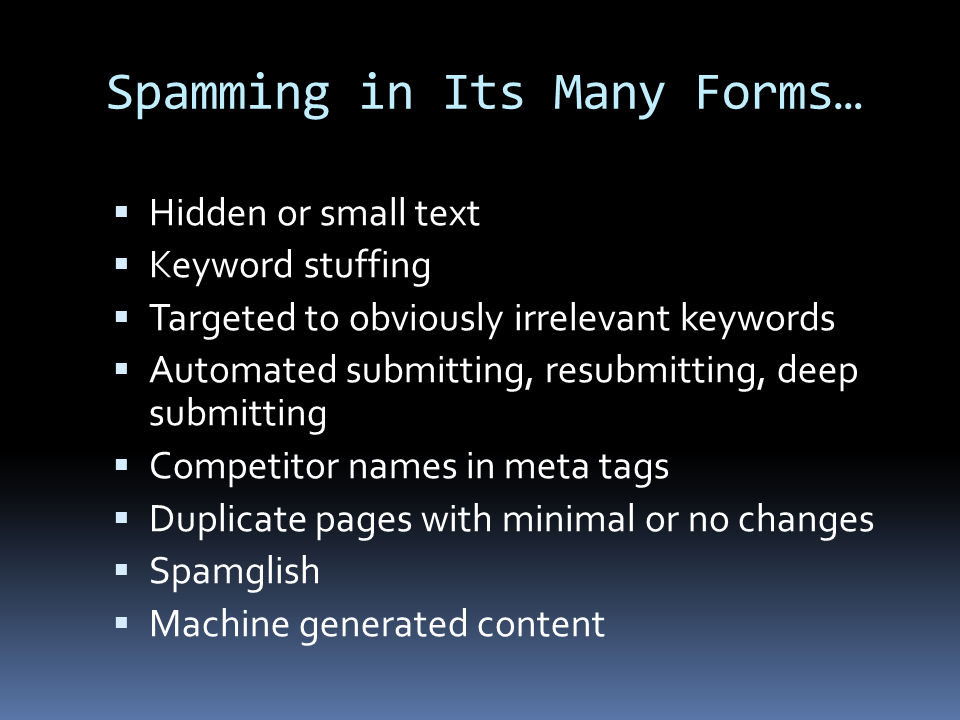 Spamming in Its Many Forms…
Hidden or small text
Keyword stuffing
Targeted to obviously irrelevant keywords
Automated submitting, resubmitting, deep
submitting
Competitor names in meta tags
Duplicate pages with minimal or no changes
Spamglish
Machine generated content